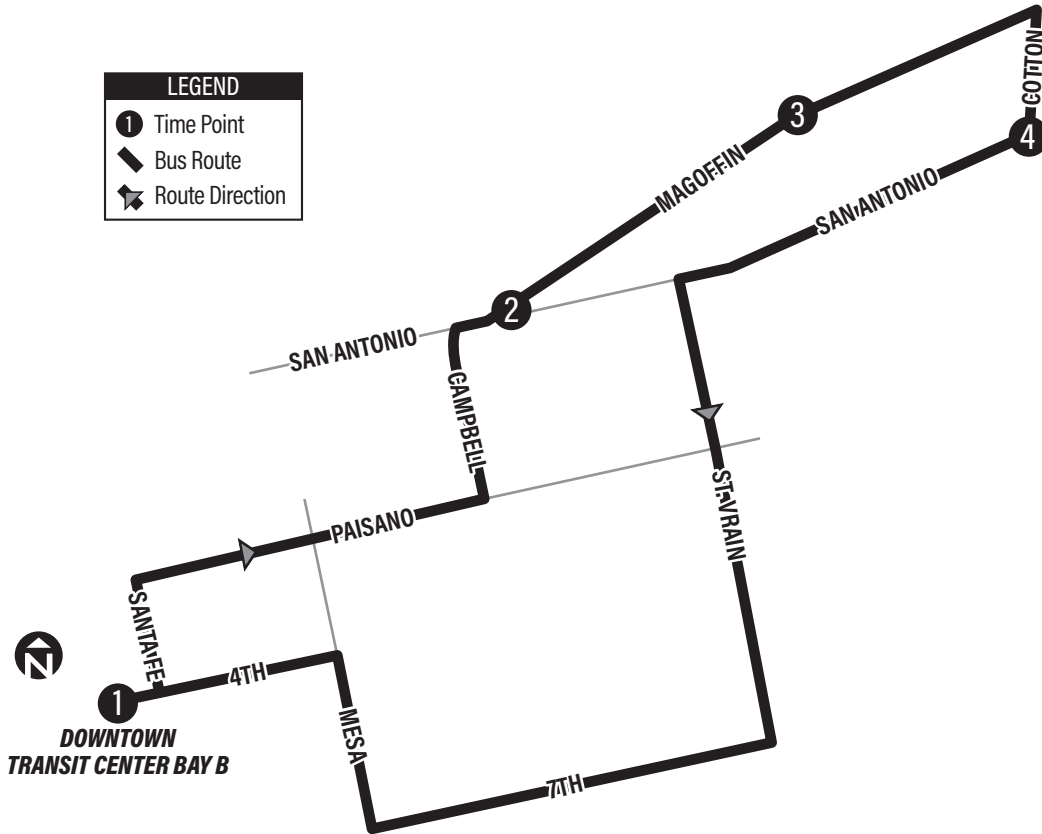 LEGEND
1 Time Point
Bus Route
Route Direction
COTTON
3
4
MAGOFFIN
SAN ANTONIO
2
SAN ANTONIO
CAMPBELL
PAISANO
ST. VRAIN
SANTA FE
N
4TH
1
MESA
DOWNTOWN
TRANSIT CENTER BAY B
7TH